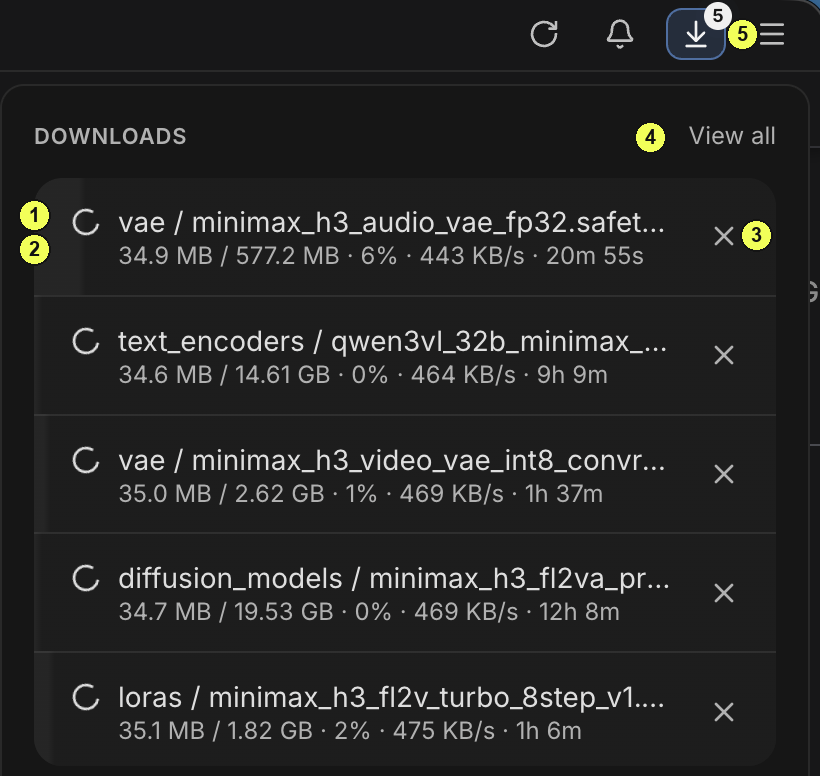 5
5
DOWNLOADS
4
View all
1
vae / minimax_h3_audio_vae_fp32.safet...
2
34.9 MB / 577.2 MB · 6% · 443 KB/s · 20m 55s
3
text_encoders / qwen3vl_32b_minimax_...
34.6 MB / 14.61 GB · 0% · 464 KB/s · 9h 9m
vae / minimax_h3_video_vae_int8_convr...
35.0 MB / 2.62 GB · 1% · 469 KB/s · 1h 37m
diffusion_models / minimax_h3_fl2va_pr...
34.7 MB / 19.53 GB · 0% · 469 KB/s · 12h 8m
loras / minimax_h3_fl2v_turbo_8step_v1....
35.1 MB / 1.82 GB · 2% · 475 KB/s · 1h 6m